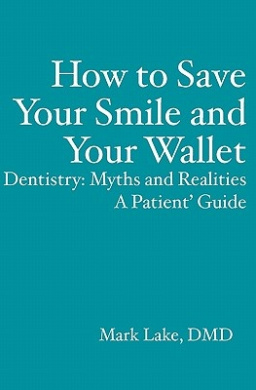 How to Save
Your Smile and
Your Wallet
Dentistry: Myths and Realities
A Patient' Guide
Mark Lake, DMD